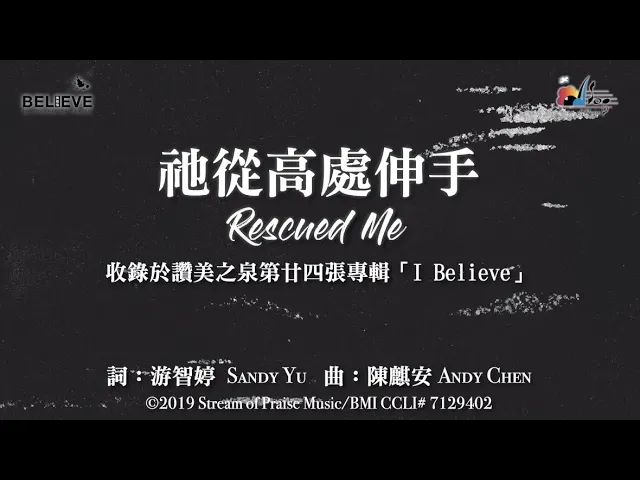 BELIEVE
祂從高處伸手
Rescued Me
收錄於讚美之泉第廿四張專輯「I Believe」
詞：游智婷 SANDY YU 曲：陳麒安 ANDY CHEN
©2019 Stream of Praise Music/BMI CCLI# 7129402